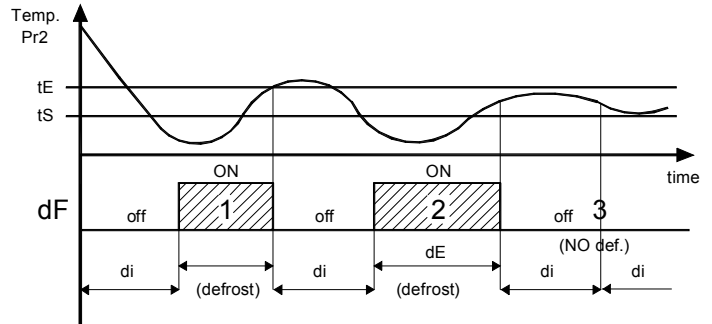 Temp.
Pr2
tE
tS
time
ON ON
dF off 1 off 2 off 3
(NO def.)
di di dE di di
(defrost) (defrost)